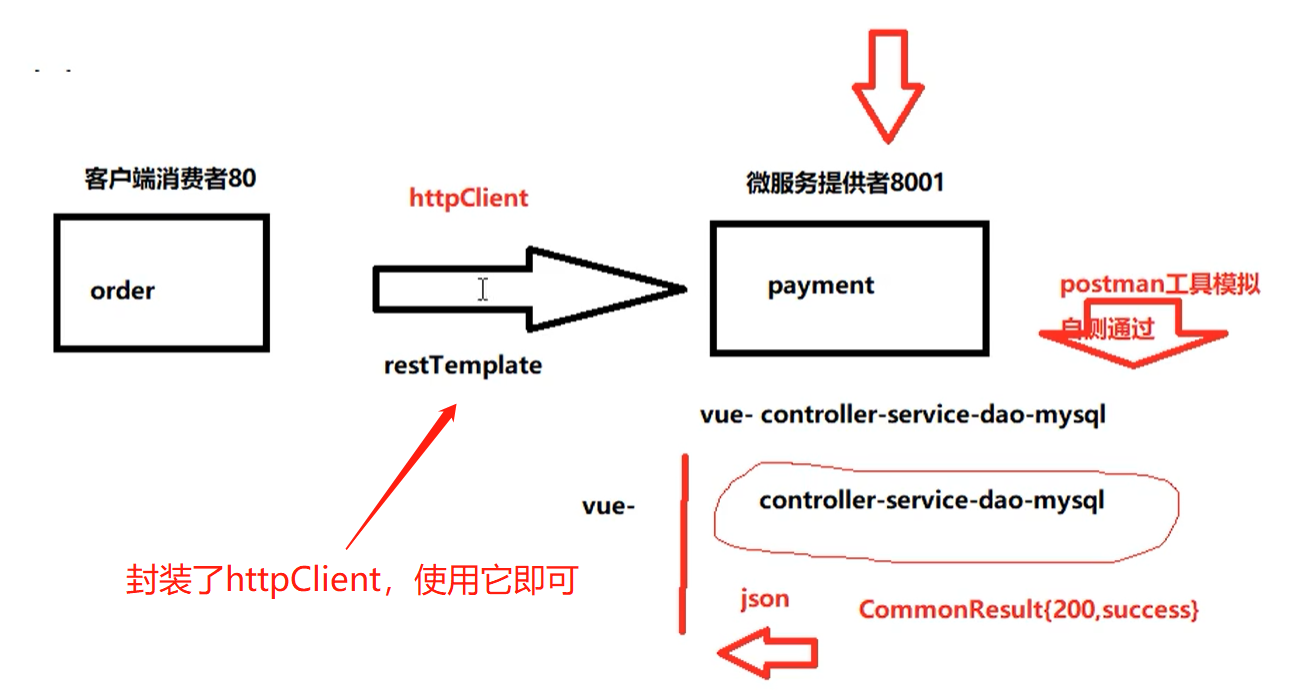 客户端消费者80
httpClient
微服务提供者8001
order
payment
postman工具模拟
自测通过
restTemplate
vue- controller-service-dao-mysql
vue-
controller-service-dao-mysql
封装了httpClient，使用它即可
json
CommonResult{200,success}